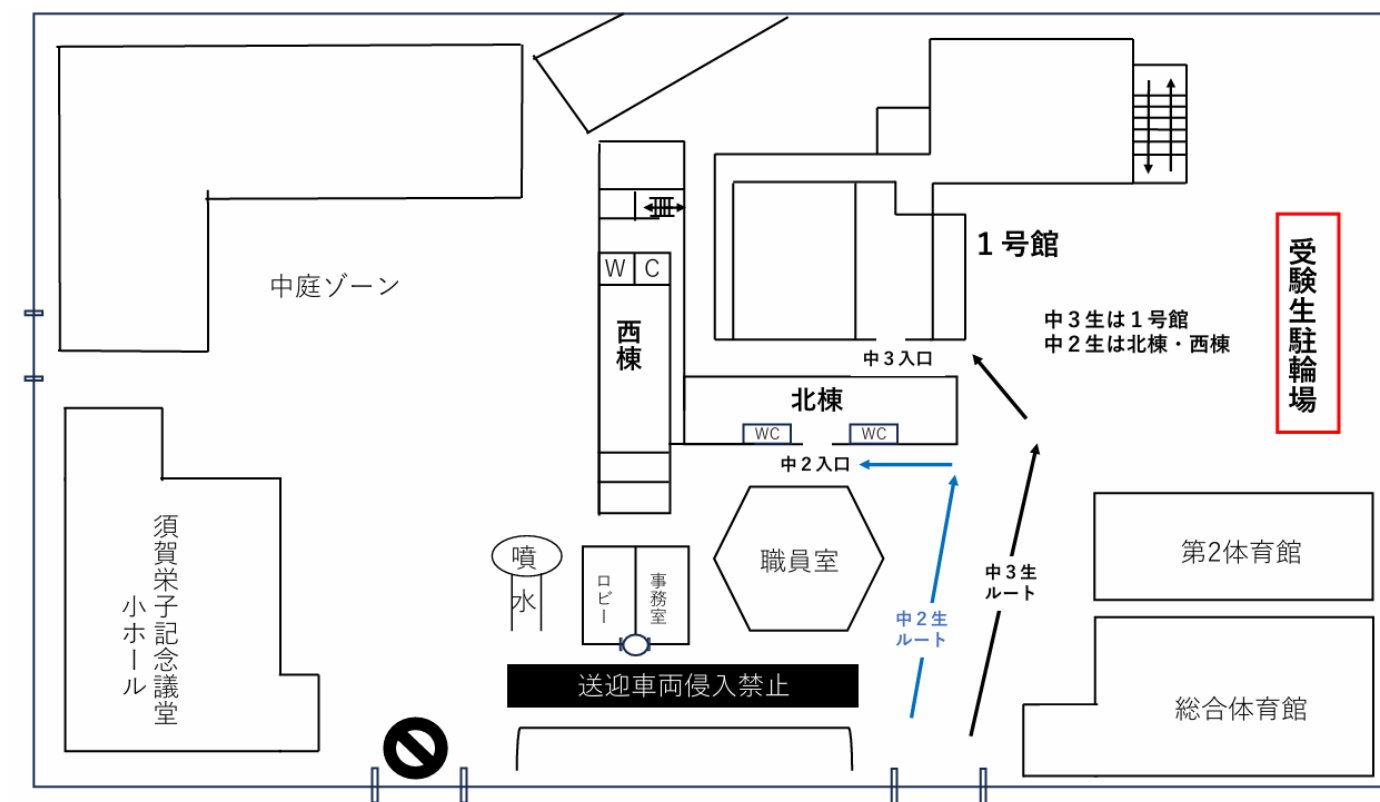 1号館
受験生駐輪場
W C
中庭ゾーン
中3生は1号館
中2生は北棟・西棟
西棟
中3入口
北棟
WC
WC
中2入口
須賀栄子記念議堂
小ホール
噴水
ロビー
事務室
職員室
中3生
ルート
中2生
ルート
第2体育館
総合体育館
送迎車両侵入禁止